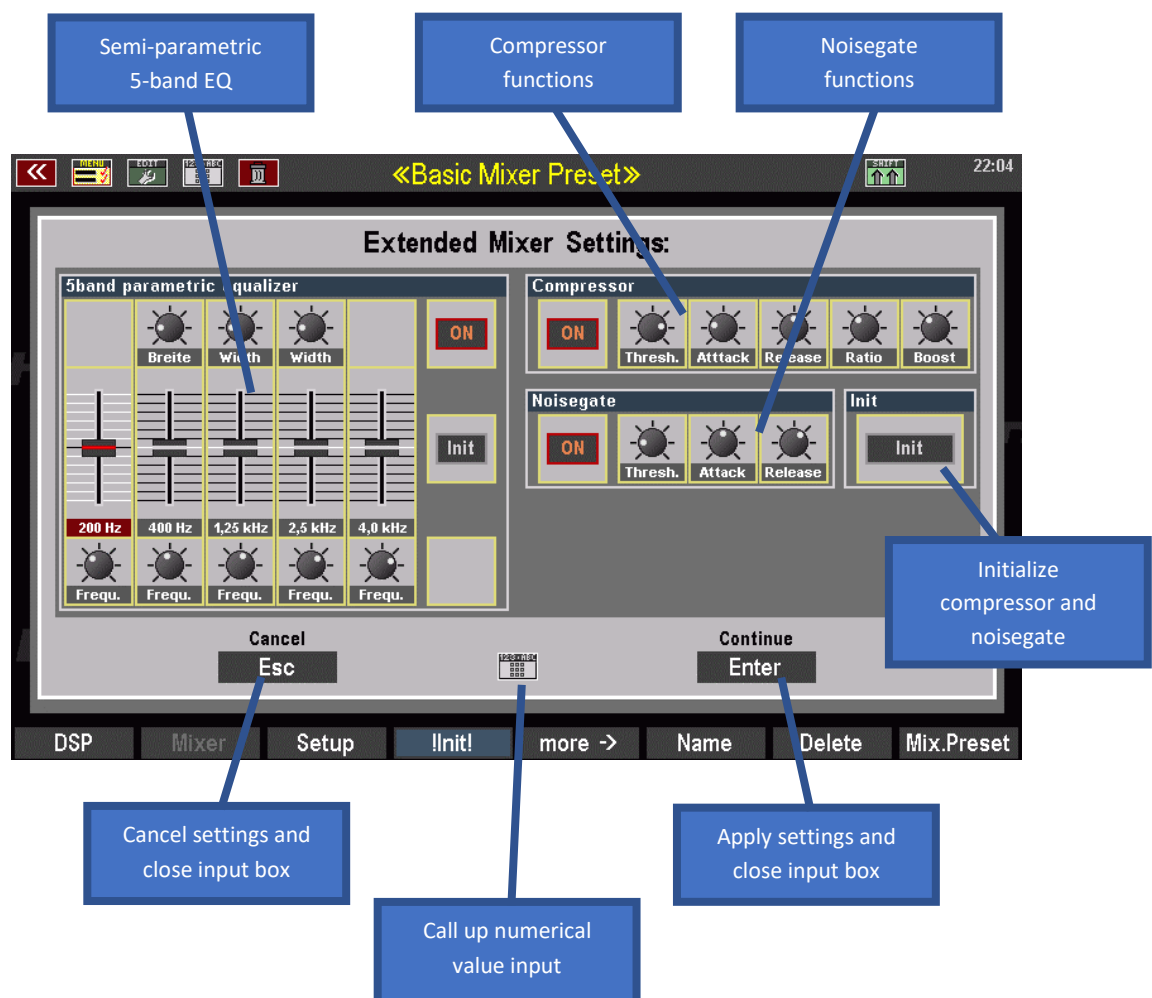 Semi-parametric
5-band EQ
Compressor
functions
Noisegate
functions
MENU
EDIT
123·ABC
«Basic Mixer Preset»
SHIFT
22:04
Extended Mixer Settings:
5band parametric equalizer
Breite Width Width
ON
Init
200 Hz 400 Hz 1,25 kHz 2,5 kHz 4,0 kHz
Frequ. Frequ. Frequ. Frequ. Frequ.
Compressor
ON
Thresh. Atttack Release Ratio Boost
Noisegate
ON
Thresh. Attack Release
Init
Init
Initialize
compressor and
noisegate
Cancel
Esc
123·ABC
Continue
Enter
DSP Mixer Setup !Init! more -> Name Delete Mix.Preset
Cancel settings and
close input box
Apply settings and
close input box
Call up numerical
value input